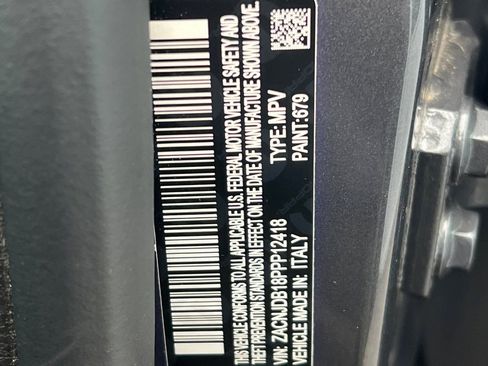 THIS VEHICLE CONFORMS TO ALL APPLICABLE U.S. FEDERAL MOTOR VEHICLE SAFETY AND
THEFT PREVENTION STANDARDS IN EFFECT ON THE DATE OF MANUFACTURE SHOWN ABOVE.
VIN: ZACNJDB18PPP12418 TYPE: MPV
VEHICLE MADE IN: ITALY PAINT:679